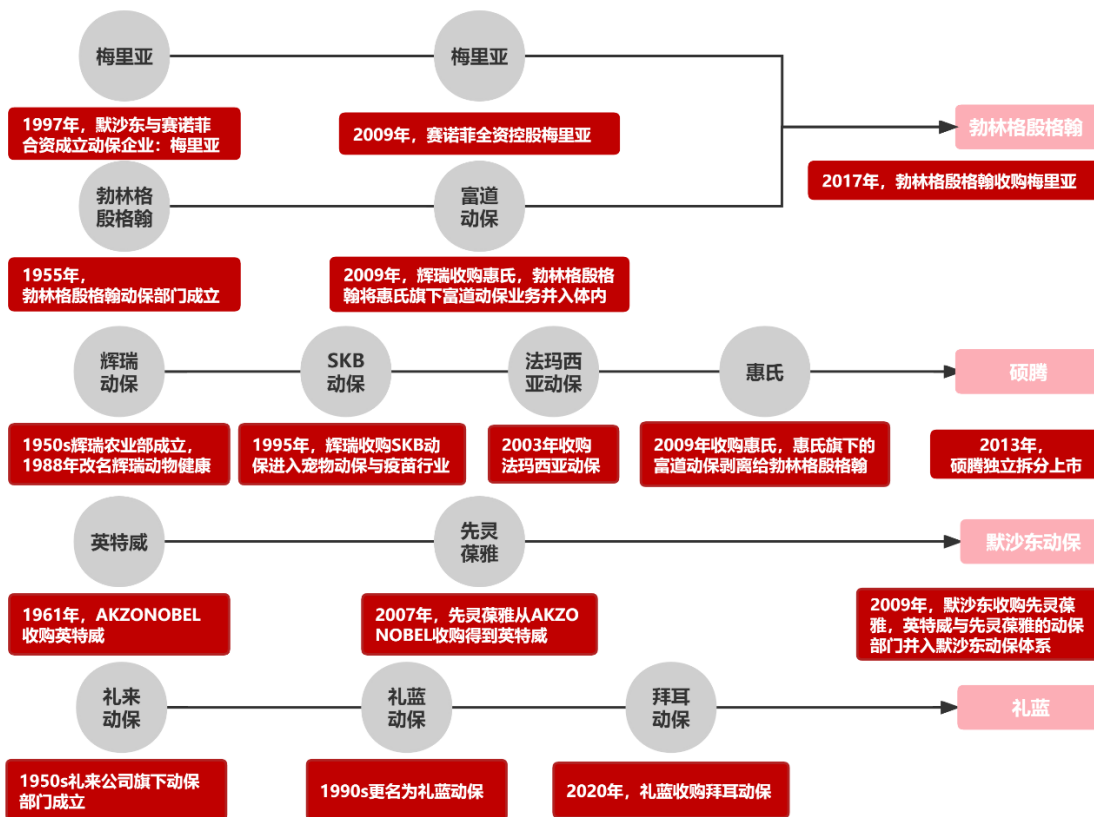 梅里亚
梅里亚
1997年，默沙东与赛诺菲
合资成立动保企业：梅里亚
2009年，赛诺菲全资控股梅里亚
勃林格殷格翰
2017年，勃林格殷格翰收购梅里亚
勃林格
殷格翰
富道
动保
1955年，
勃林格殷格翰动保部门成立
2009年，辉瑞收购惠氏，勃林格殷格
翰将惠氏旗下富道动保业务并入体内
辉瑞
动保
SKB
动保
法玛西
亚动保
惠氏
硕腾
1950s辉瑞农业部成立，
1988年改名辉瑞动物健康
1995年，辉瑞收购SKB动
保进入宠物动保与疫苗行业
2003年收购
法玛西亚动保
2009年收购惠氏，惠氏旗下的
富道动保剥离给勃林格殷格翰
2013年，
硕腾独立拆分上市
英特威
先灵
葆雅
默沙东动保
1961年，AKZONOBEL
收购英特威
2007年，先灵葆雅从AKZO
NOBEL收购得到英特威
2009年，默沙东收购先灵葆
雅，英特威与先灵葆雅的动保
部门并入默沙东动保体系
礼来
动保
礼蓝
动保
拜耳
动保
礼蓝
1950s礼来公司旗下动保
部门成立
1990s更名为礼蓝动保
2020年，礼蓝收购拜耳动保